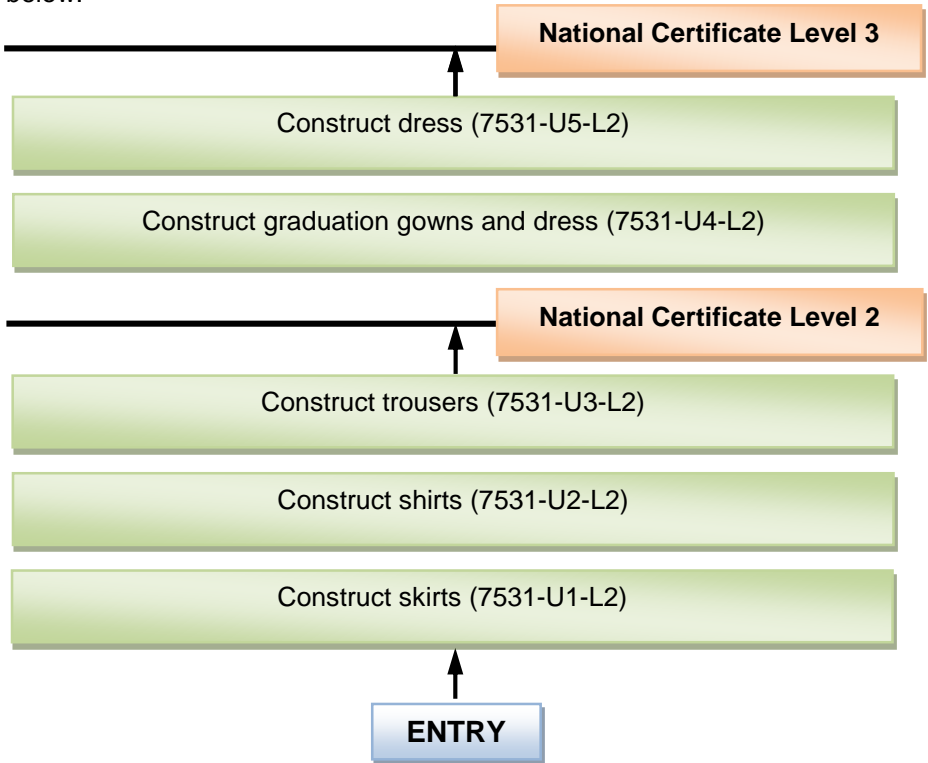 National Certificate Level 3
Construct dress (7531-U5-L2)
Construct graduation gowns and dress (7531-U4-L2)
National Certificate Level 2
Construct trousers (7531-U3-L2)
Construct shirts (7531-U2-L2)
Construct skirts (7531-U1-L2)
ENTRY